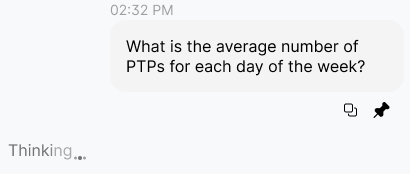 02:32 PM
What is the average number of
PTPs for each day of the week?
Thinking...